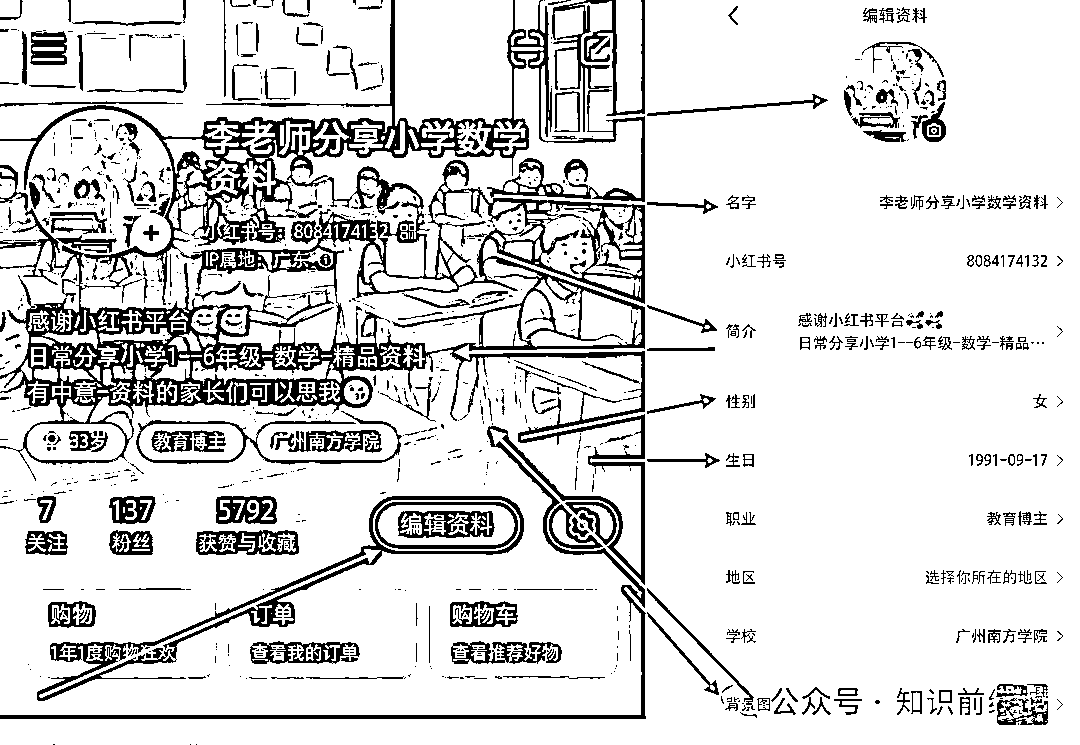 李老师分享小学数学
资料
小红书号：8084174132
IP属地：广东
感谢小红书平台
日常分享小学1--6年级-数学-精品资料
有中意-资料的家长们可以思我
33岁
教育博主
广州南方学院
7
关注
137
粉丝
5792
获赞与收藏
编辑资料
购物
1年1度购物狂欢
订单
查看我的订单
购物车
查看推荐好物
编辑资料
名字 李老师分享小学数学资料
小红书号 8084174132
简介 感谢小红书平台
日常分享小学1--6年级-数学-精品…
性别 女
生日 1991-09-17
职业 教育博主
地区 选择你所在的地区
学校 广州南方学院
背景图
公众号·知识前